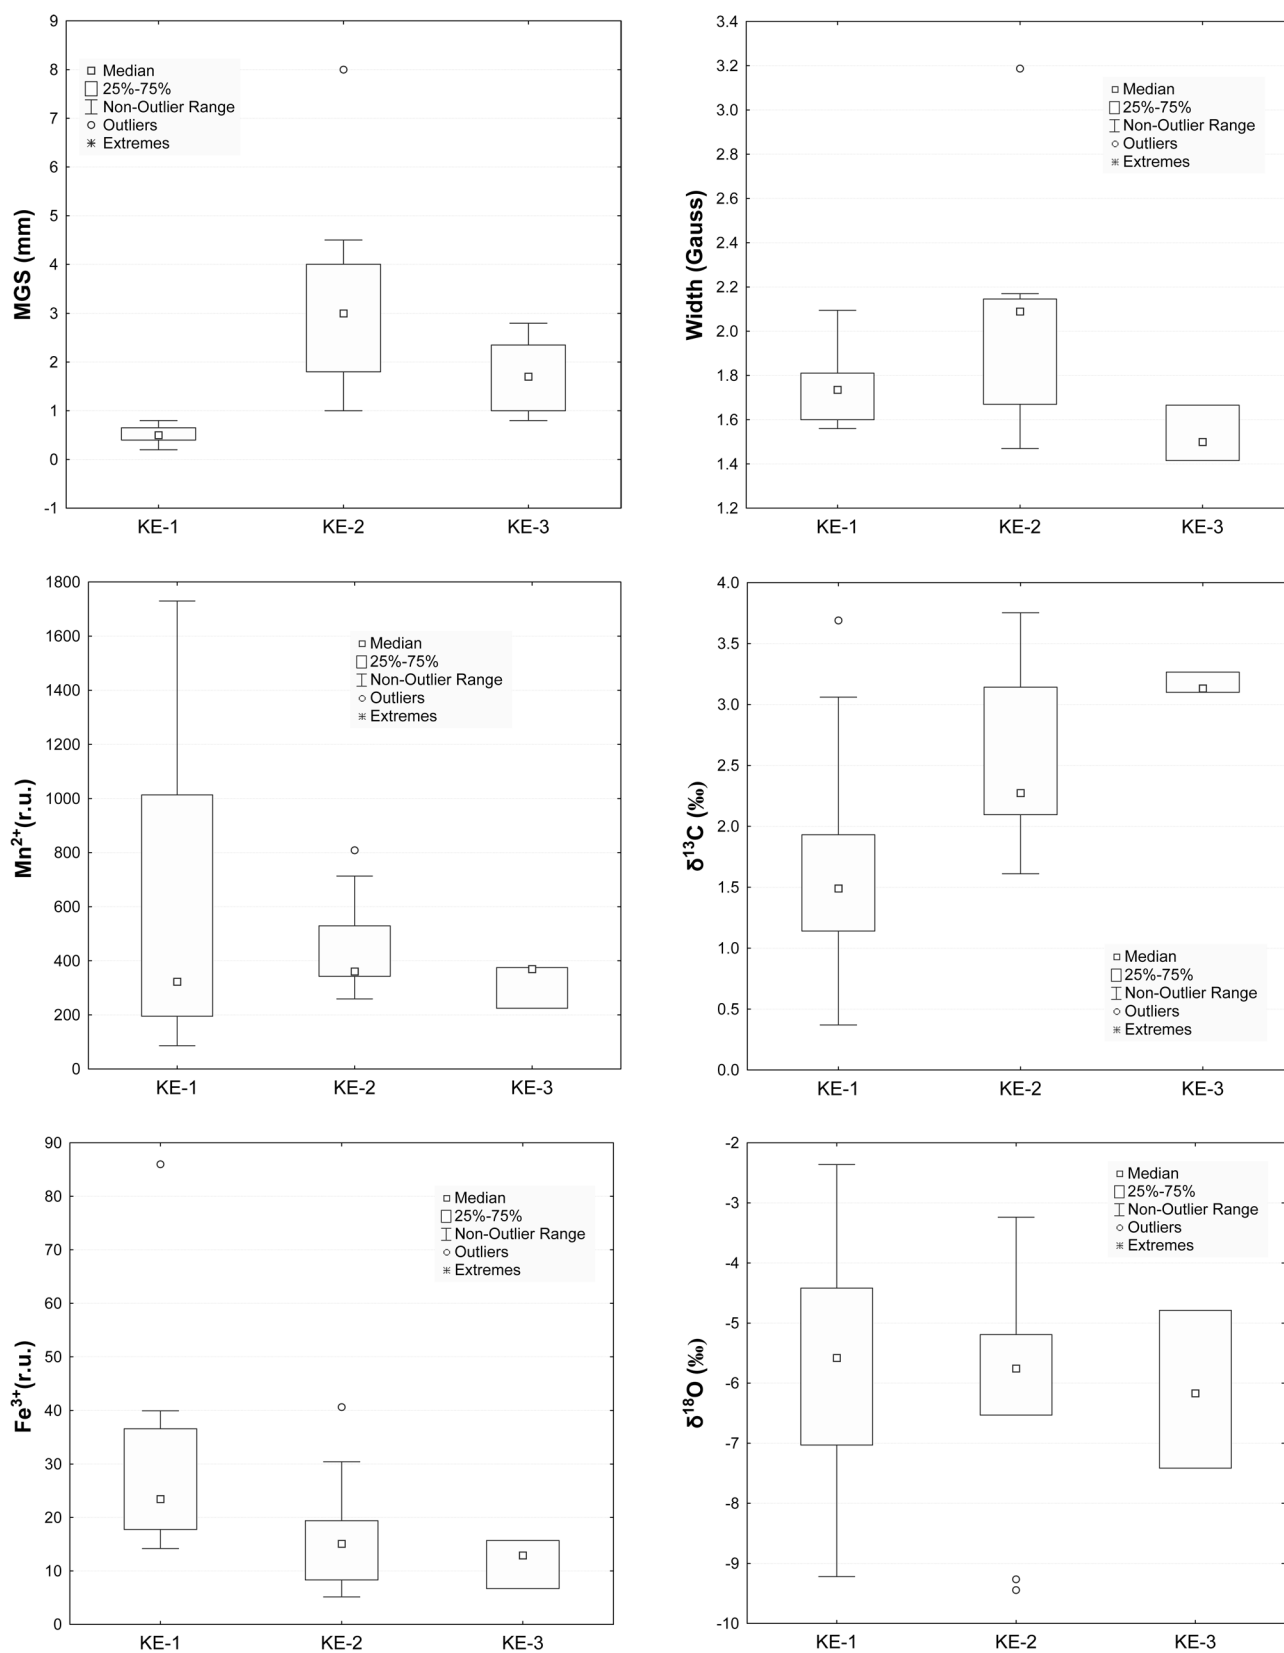 9
8
7
6
5
4
3
2
1
0
-1
MGS (mm)
Median
25%-75%
Non-Outlier Range
Outliers
Extremes
KE-1 KE-2 KE-3
3.4
3.2
3.0
2.8
2.6
2.4
2.2
2.0
1.8
1.6
1.4
1.2
Width (Gauss)
Median
25%-75%
Non-Outlier Range
Outliers
Extremes
KE-1 KE-2 KE-3
1800
1600
1400
1200
1000
800
600
400
200
0
Mn²⁺(r.u.)
Median
25%-75%
Non-Outlier Range
Outliers
Extremes
KE-1 KE-2 KE-3
4.0
3.5
3.0
2.5
2.0
1.5
1.0
0.5
0.0
δ¹³C (‰)
Median
25%-75%
Non-Outlier Range
Outliers
Extremes
KE-1 KE-2 KE-3
90
80
70
60
50
40
30
20
10
0
Fe³⁺(r.u.)
Median
25%-75%
Non-Outlier Range
Outliers
Extremes
KE-1 KE-2 KE-3
-2
-3
-4
-5
-6
-7
-8
-9
-10
δ¹⁸O (‰)
Median
25%-75%
Non-Outlier Range
Outliers
Extremes
KE-1 KE-2 KE-3